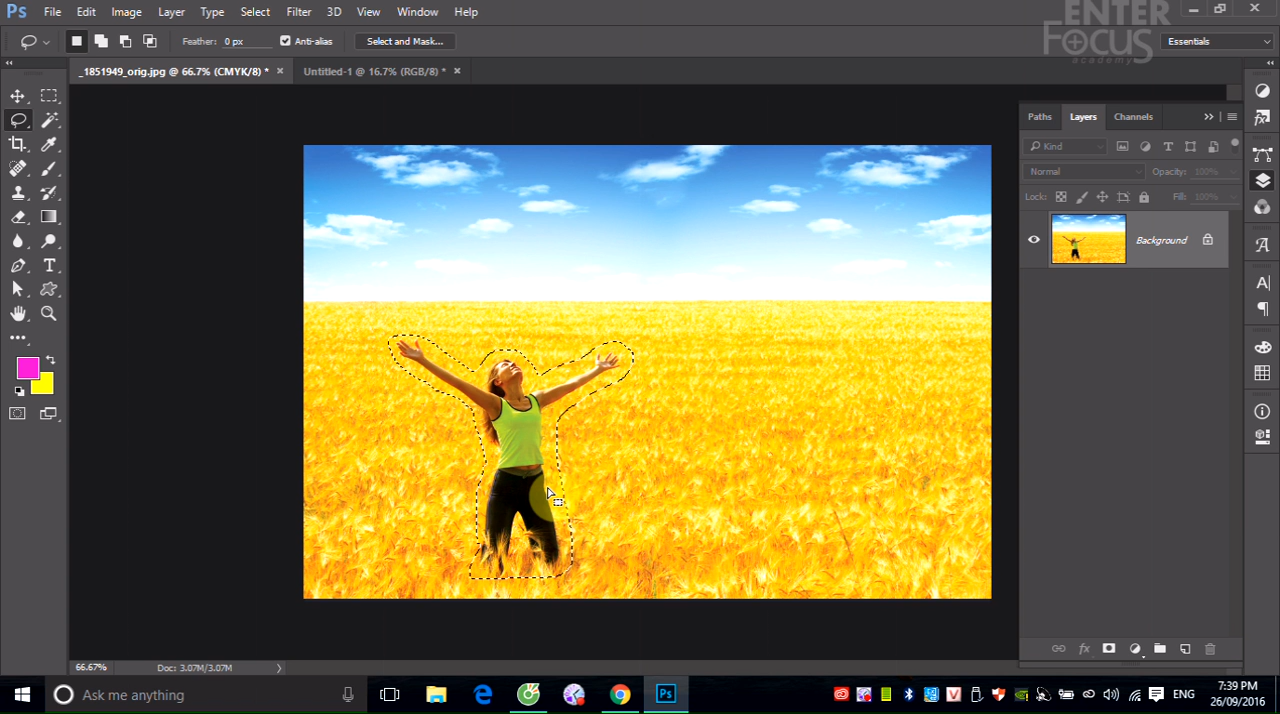 Ps File Edit Image Layer Type Select Filter 3D View Window Help
ENTER
FOCUS
academy
Feather: 0 px Anti-alias Select and Mask... Essentials
_1851949_orig.jpg @ 66.7% (CMYK/8) * × Untitled-1 @ 16.7% (RGB/8) * ×
Paths Layers Channels
Kind
Normal Opacity: 100%
Lock: Fill: 100%
Background
66.67% Doc: 3.07M/3.07M
Ask me anything
Ps
ENG
7:39 PM
26/09/2016